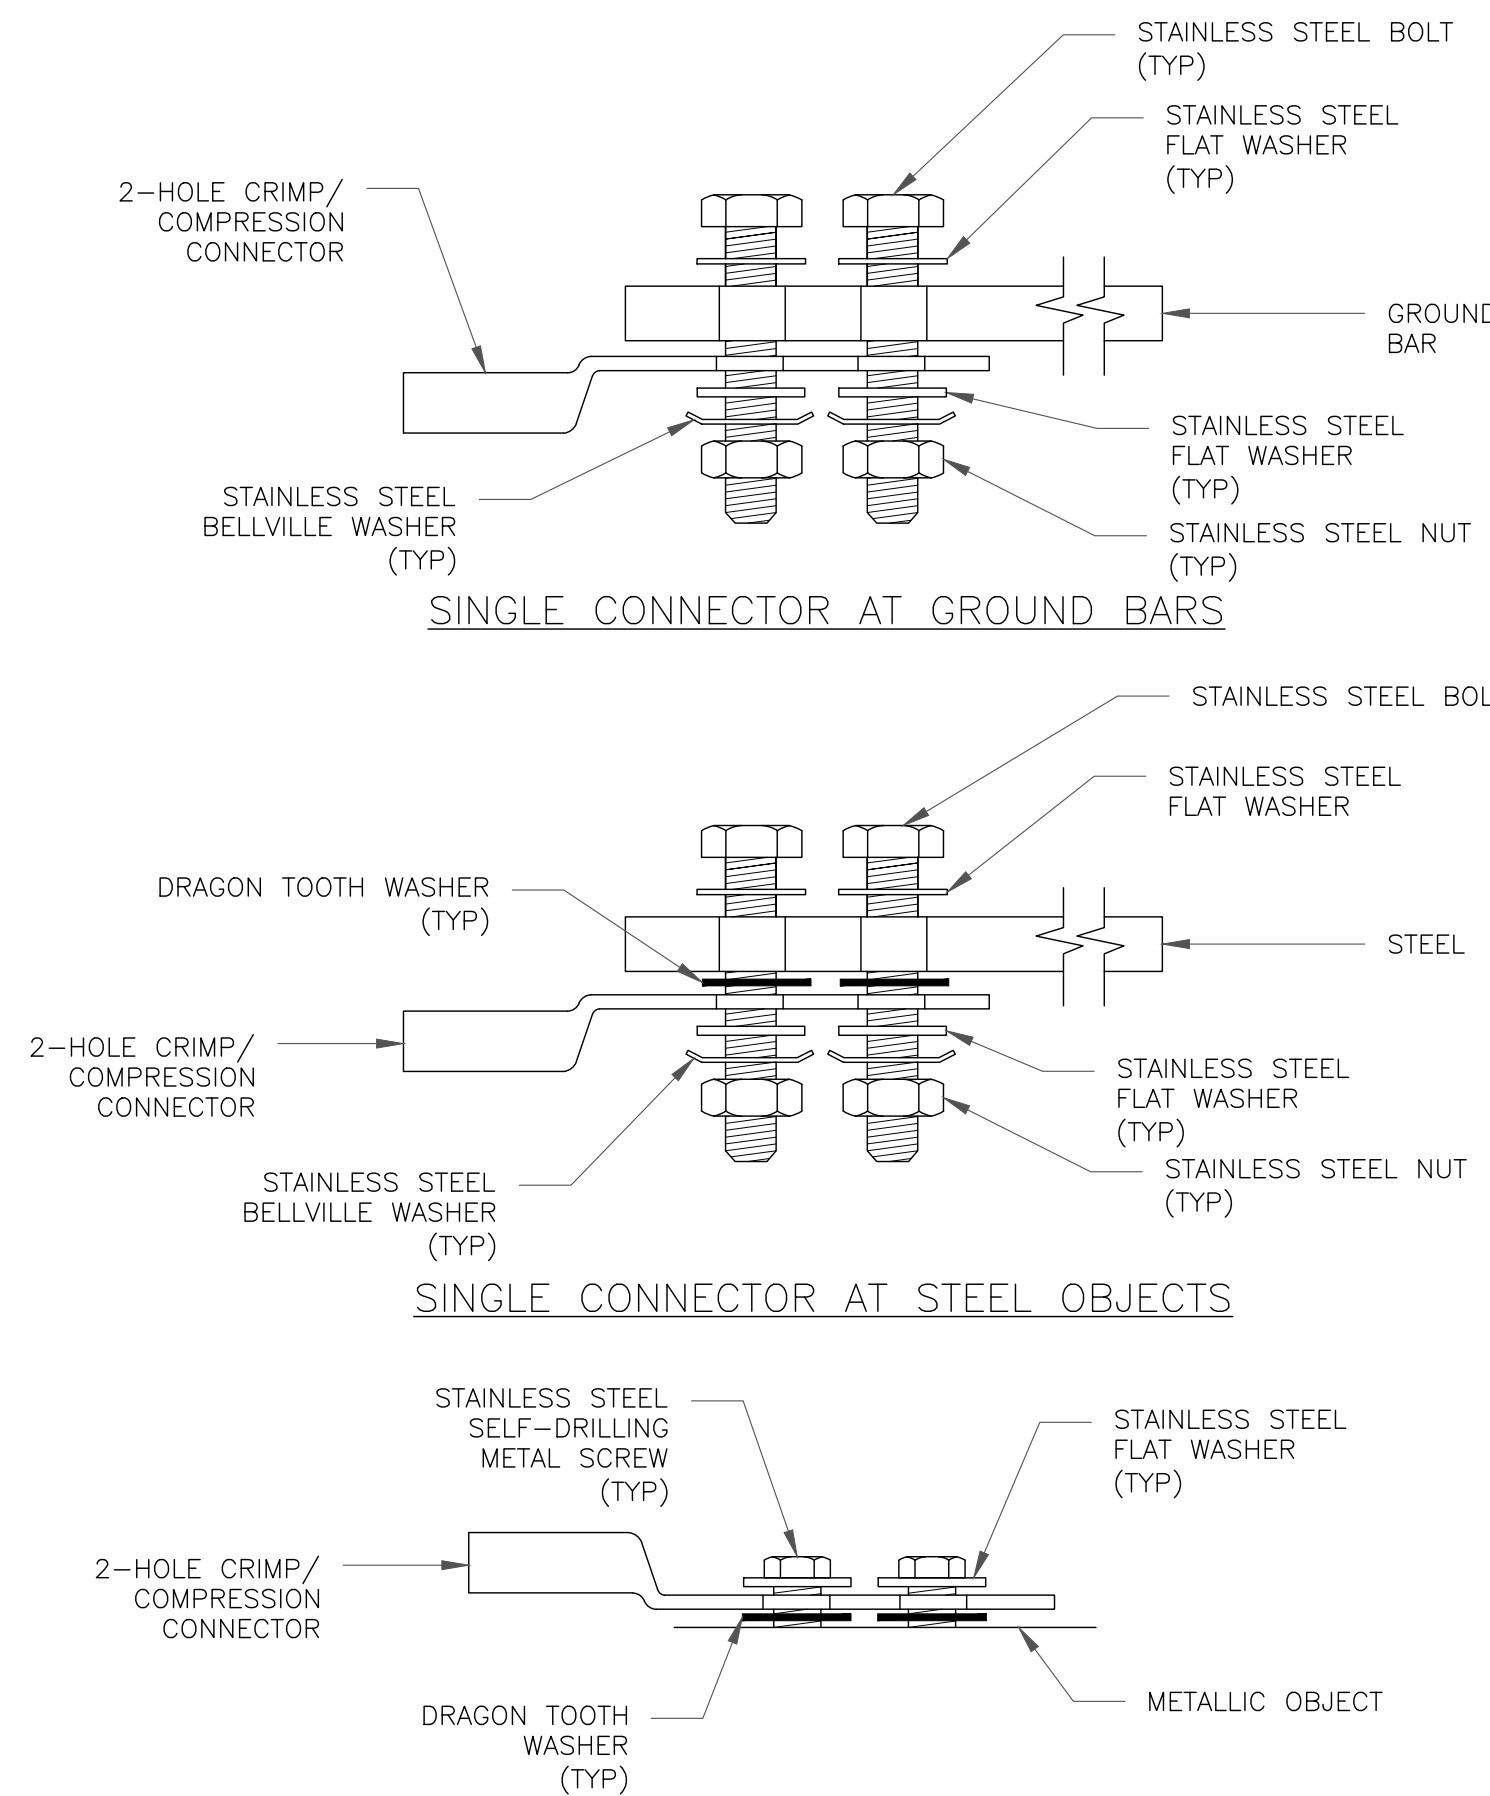 STAINLESS STEEL BOLT
(TYP)
STAINLESS STEEL
FLAT WASHER
(TYP)
2-HOLE CRIMP/
COMPRESSION
CONNECTOR
GROUND
BAR
STAINLESS STEEL
FLAT WASHER
(TYP)
STAINLESS STEEL
BELLVILLE WASHER
(TYP)
STAINLESS STEEL NUT
(TYP)
SINGLE CONNECTOR AT GROUND BARS
STAINLESS STEEL BOL
STAINLESS STEEL
FLAT WASHER
DRAGON TOOTH WASHER
(TYP)
STEEL
2-HOLE CRIMP/
COMPRESSION
CONNECTOR
STAINLESS STEEL
FLAT WASHER
(TYP)
STAINLESS STEEL NUT
(TYP)
STAINLESS STEEL
BELLVILLE WASHER
(TYP)
SINGLE CONNECTOR AT STEEL OBJECTS
STAINLESS STEEL
SELF-DRILLING
METAL SCREW
(TYP)
STAINLESS STEEL
FLAT WASHER
(TYP)
2-HOLE CRIMP/
COMPRESSION
CONNECTOR
METALLIC OBJECT
DRAGON TOOTH
WASHER
(TYP)